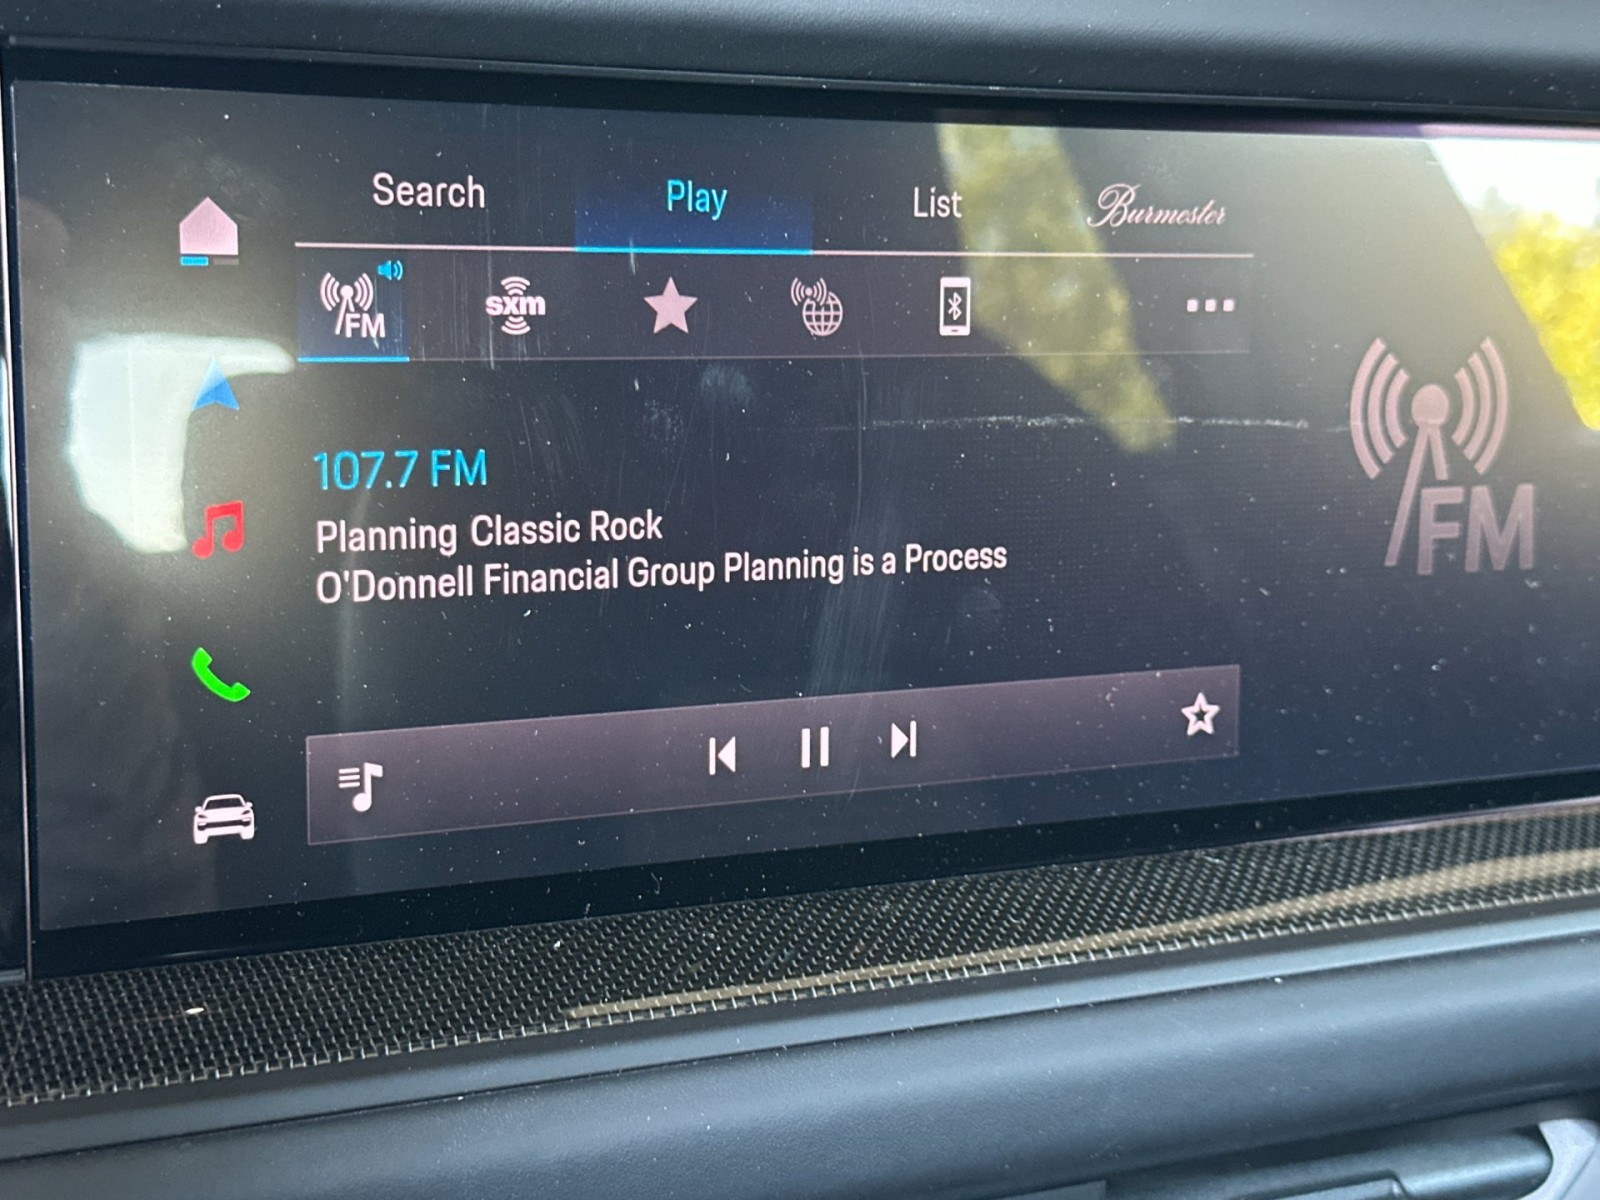 Search Play List Burmester
FM sxm
107.7 FM
Planning Classic Rock
O'Donnell Financial Group Planning is a Process
FM